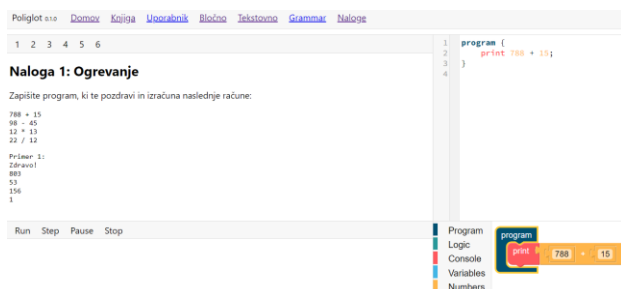 Poliglot 0.1.0 Domov Knjiga Uporabnik Bločno Tekstovno Grammar Naloge
1 2 3 4 5 6
Naloga 1: Ogrevanje
Zapišite program, ki te pozdravi in izračuna naslednje račune:
788 + 15
98 - 45
12 * 13
22 / 12
Primer 1:
Zdravo!
803
53
156
1
1 program {
2 print 788 + 15;
3 }
4
Run Step Pause Stop
Program
Logic
Console
Variables
Numbers
program
print 788 + 15